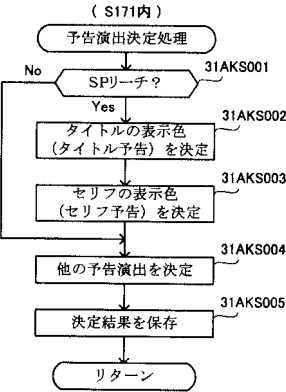 ( S171内 )
予告演出決定処理
31AKS001
No
SPリーチ?
Yes
31AKS002
タイトルの表示色
(タイトル予告)を決定
31AKS003
セリフの表示色
(セリフ予告)を決定
31AKS004
他の予告演出を決定
31AKS005
決定結果を保存
リターン